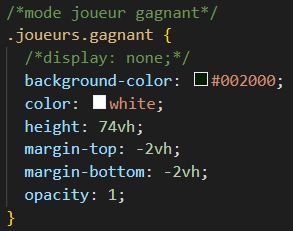 /*mode joueur gagnant*/
.joueurs.gagnant {
/*display: none;*/
background-color: #002000;
color: white;
height: 74vh;
margin-top: -2vh;
margin-bottom: -2vh;
opacity: 1;
}